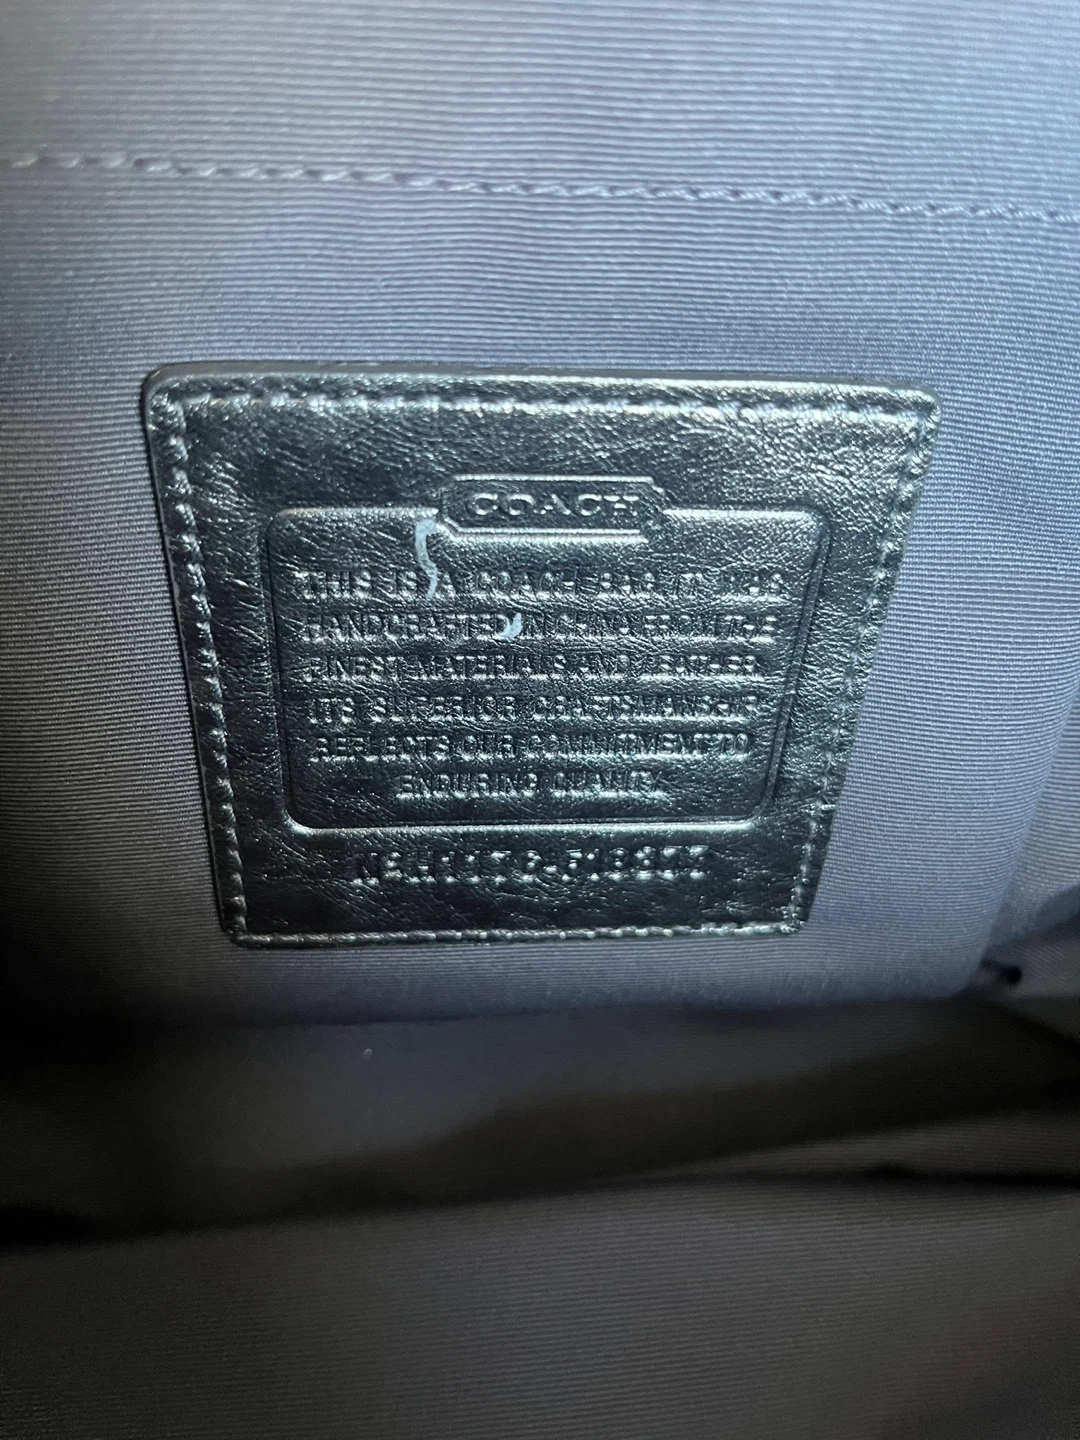 COACH
THIS IS A COACH BAG. IT WAS
HANDCRAFTED IN CHINA FROM THE
FINEST MATERIALS AND LEATHER.
ITS SUPERIOR CRAFTSMANSHIP
REFLECTS OUR COMMITMENT TO
ENDURING QUALITY.